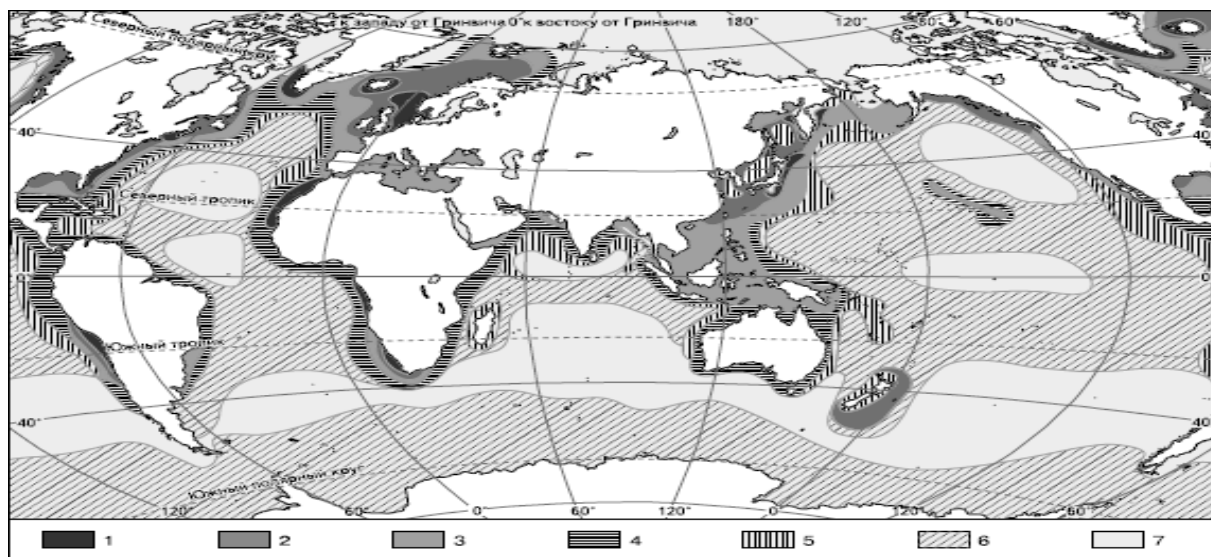 к западу от Гринвича 0° к востоку от Гринвича 180° 120° 60° 60°
Северный полярный круг
40° 40°
Северный тропик
0° 0°
Южный тропик
40° 40°
Южный полярный круг
120° 60° 0° 60° 120° 0° 120° 60°
1 2 3 4 5 6 7